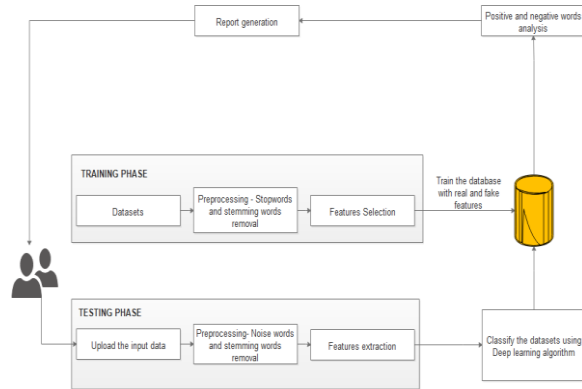 Report generation
Positive and negative words
analysis
TRAINING PHASE
Datasets
Preprocessing - Stopwords
and stemming words
removal
Features Selection
Train the database
with real and fake
features
TESTING PHASE
Upload the input data
Preprocessing- Noise words
and stemming words
removal
Features extraction
Classify the datasets using
Deep learning algorithm